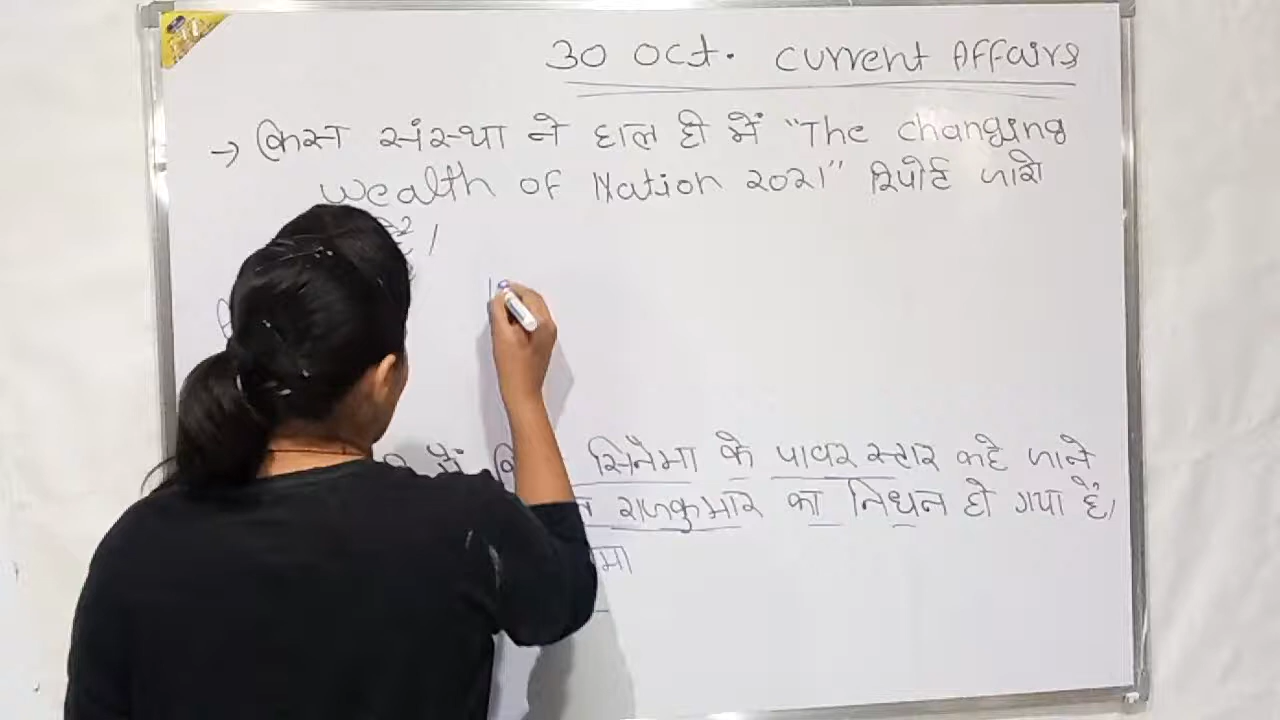 30 Oct. Current Affairs
→ किस संस्था ने हाल ही में "The changing
Wealth of Nation 2021" रिपोर्ट जारी
है।
में सिनेमा के पावर स्टार कहे जाने
राजकुमार का निधन हो गया है।